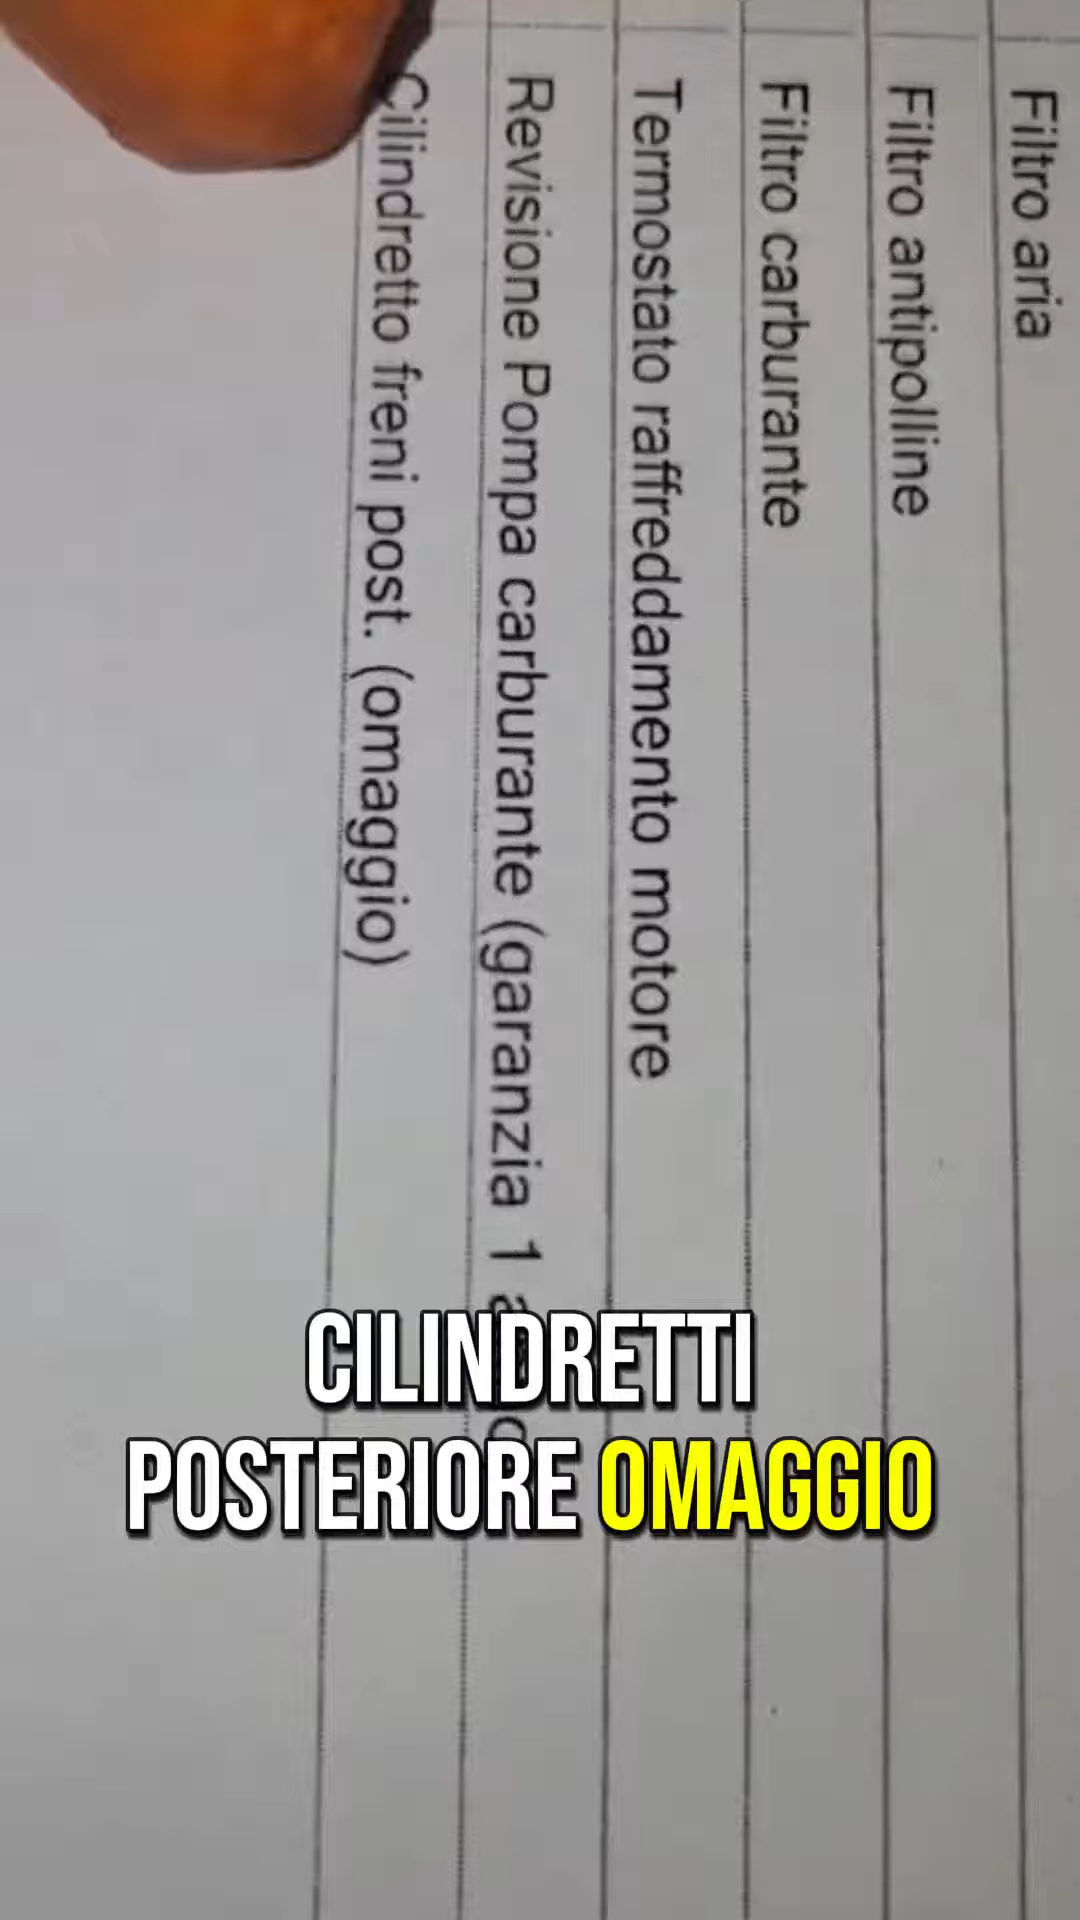 Filtro aria
Filtro antipolline
Filtro carburante
Termostato raffreddamento motore
Revisione Pompa carburante (garanzia 1
Cilindretto freni post. (omaggio)
CILINDRETTI
POSTERIORE OMAGGIO